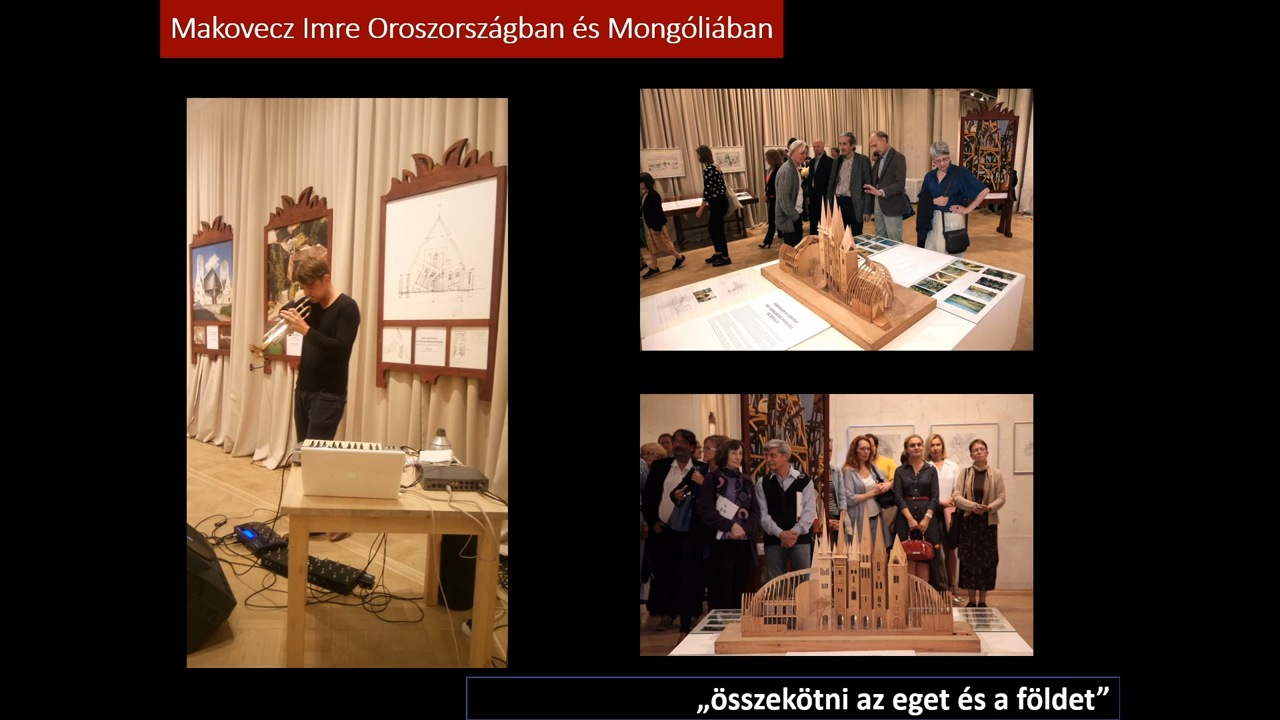 Makovecz Imre Oroszországban és Mongóliában
„összekötni az eget és a földet”